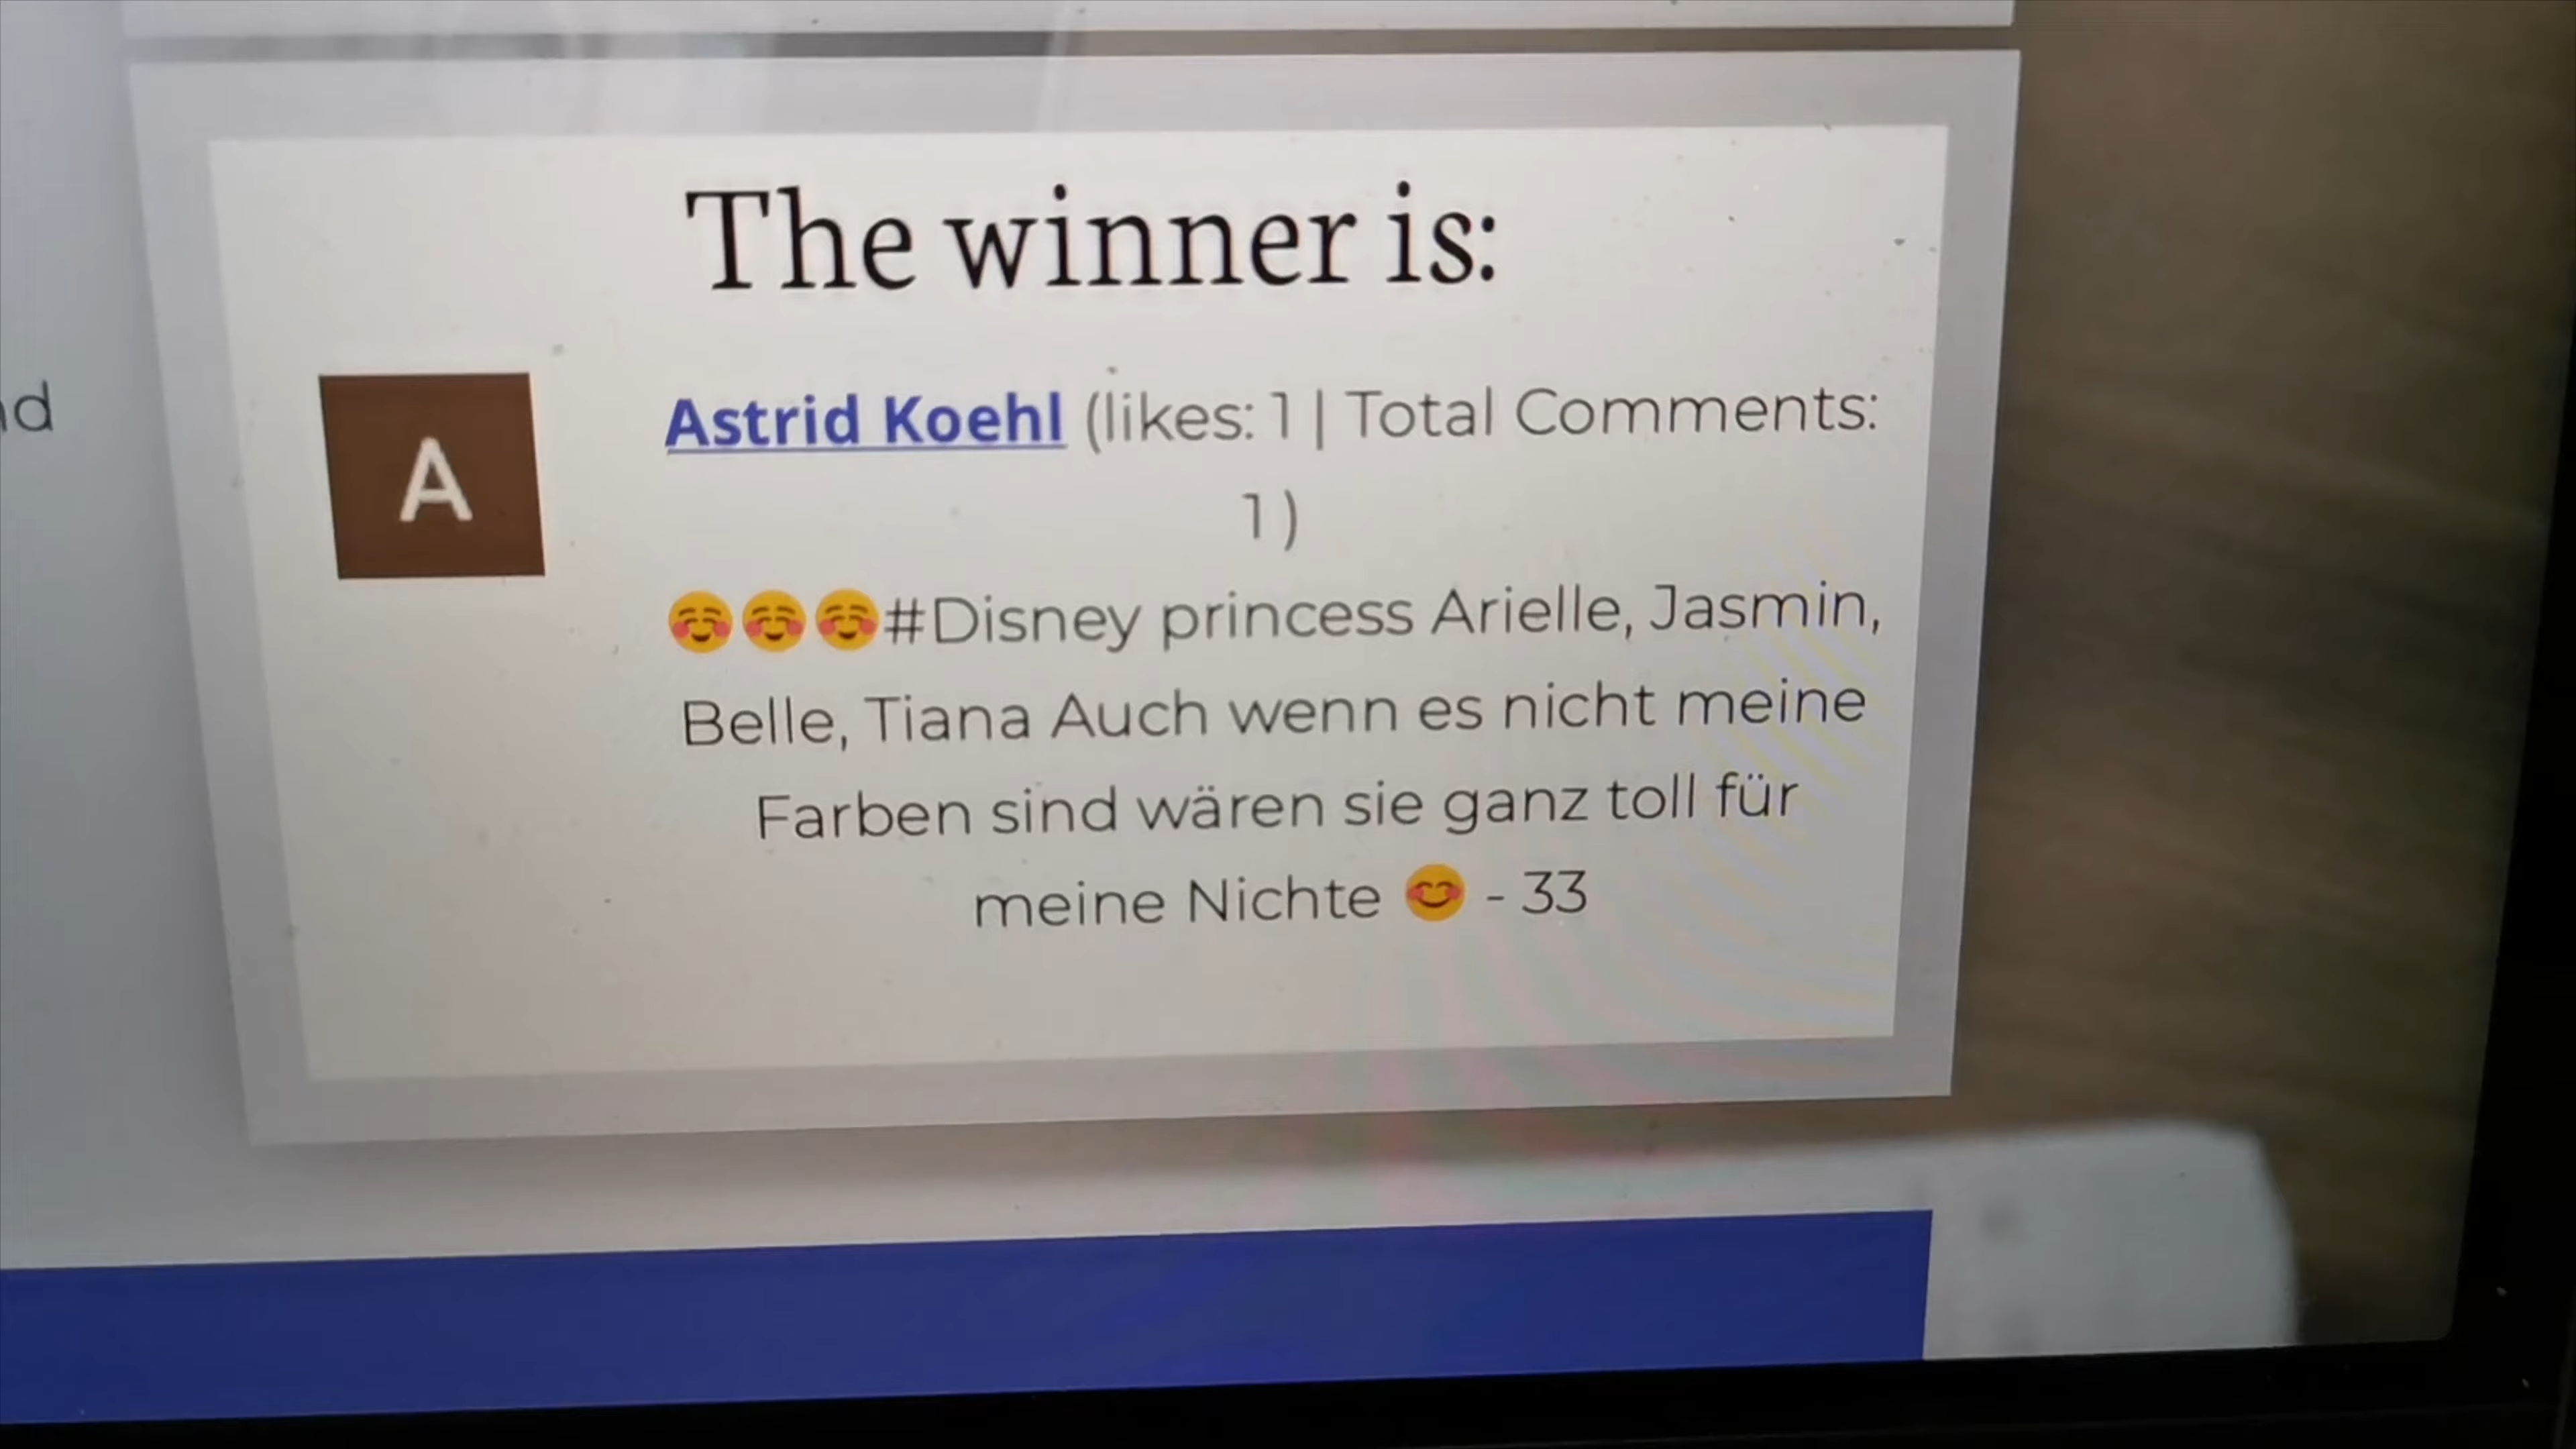 The winner is:
A
Astrid Koehl (likes: 1 | Total Comments:
1)
😊😊😊#Disney princess Arielle, Jasmin,
Belle, Tiana Auch wenn es nicht meine
Farben sind wären sie ganz toll für
meine Nichte 😊 - 33